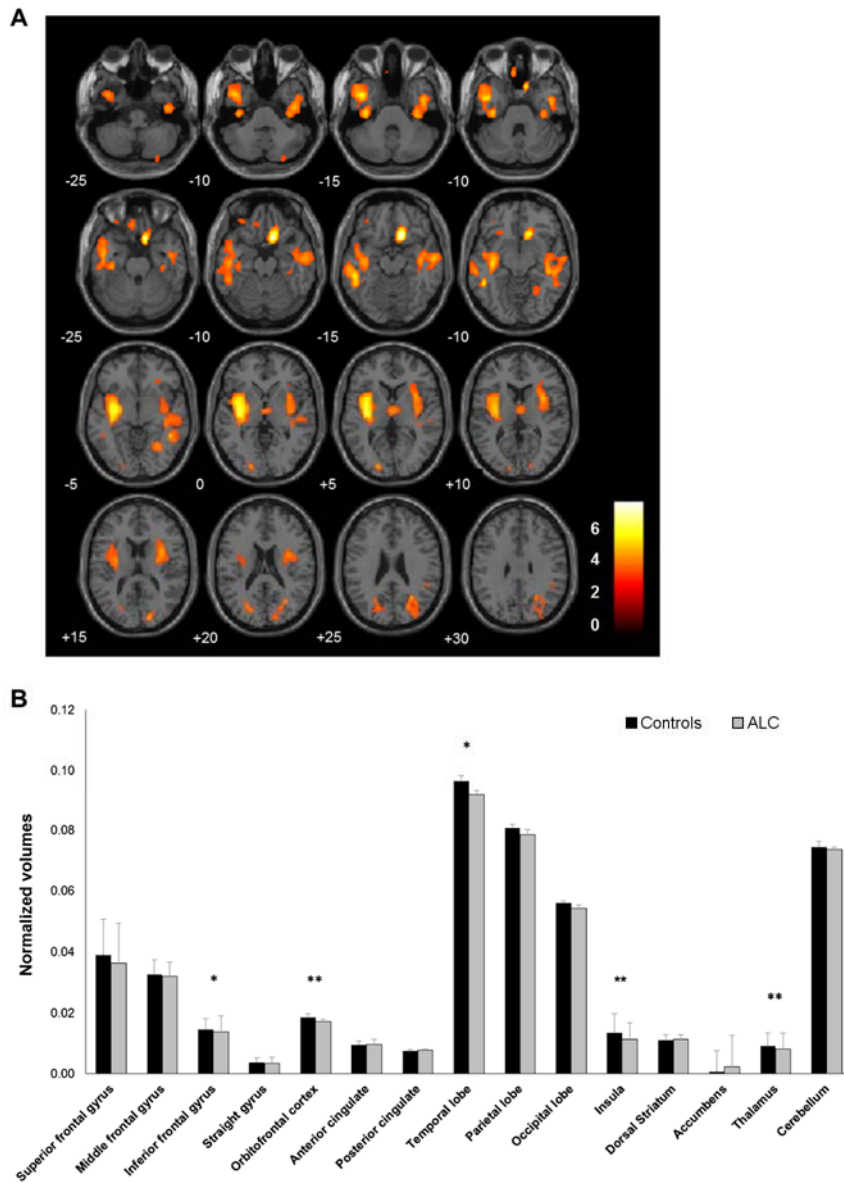 A
-25 -10 -15 -10
-25 -10 -15 -10
-5 0 +5 +10
+15 +20 +25 +30
6
4
2
0
B
Controls ALC
Normalized volumes
0.12
0.10
0.08
0.06
0.04
0.02
0.00
*
**
*
**
**
Superior frontal gyrus
Middle frontal gyrus
Inferior frontal gyrus
Straight gyrus
Orbitofrontal cortex
Anterior cingulate
Posterior cingulate
Temporal lobe
Parietal lobe
Occipital lobe
Insula
Dorsal Striatum
Accumbens
Thalamus
Cerebellum